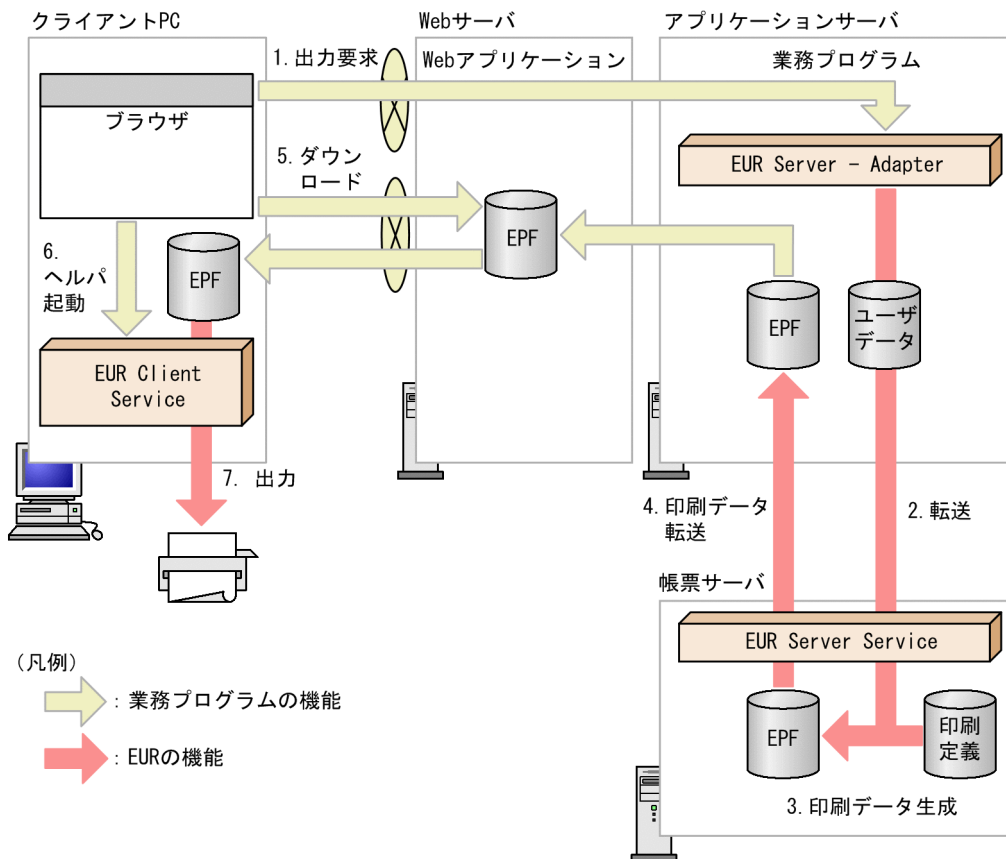 クライアントPC
Webサーバ
アプリケーションサーバ
1. 出力要求
Webアプリケーション
業務プログラム
ブラウザ
EUR Server － Adapter
5. ダウン
ロード
EPF
6.
ヘルパ
起動
EPF
EPF
ユーザ
データ
EUR Client
Service
7. 出力
4. 印刷データ
転送
2. 転送
帳票サーバ
EUR Server Service
EPF
印刷
定義
3. 印刷データ生成
（凡例）
：業務プログラムの機能
：EURの機能